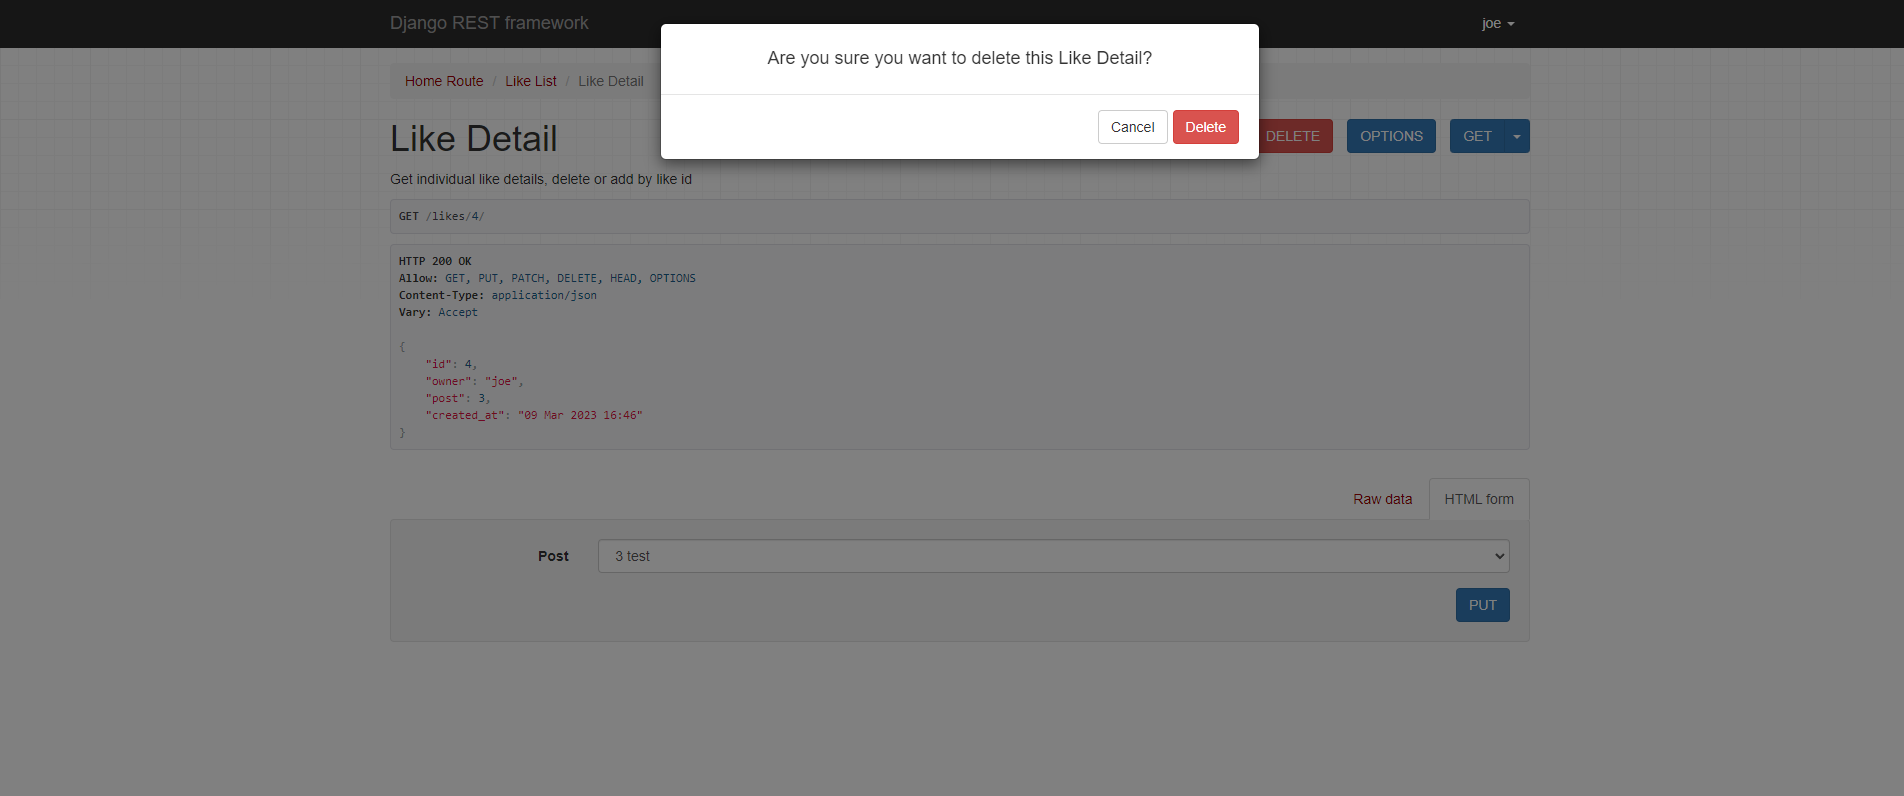 Django REST framework
joe
Are you sure you want to delete this Like Detail?
Cancel
Delete
Home Route / Like List / Like Detail
Like Detail
DELETE
OPTIONS
GET
Get individual like details, delete or add by like id
GET /likes/4/
HTTP 200 OK
Allow: GET, PUT, PATCH, DELETE, HEAD, OPTIONS
Content-Type: application/json
Vary: Accept
{
"id": 4,
"owner": "joe",
"post": 3,
"created_at": "09 Mar 2023 16:46"
}
Raw data
HTML form
Post
3 test
PUT